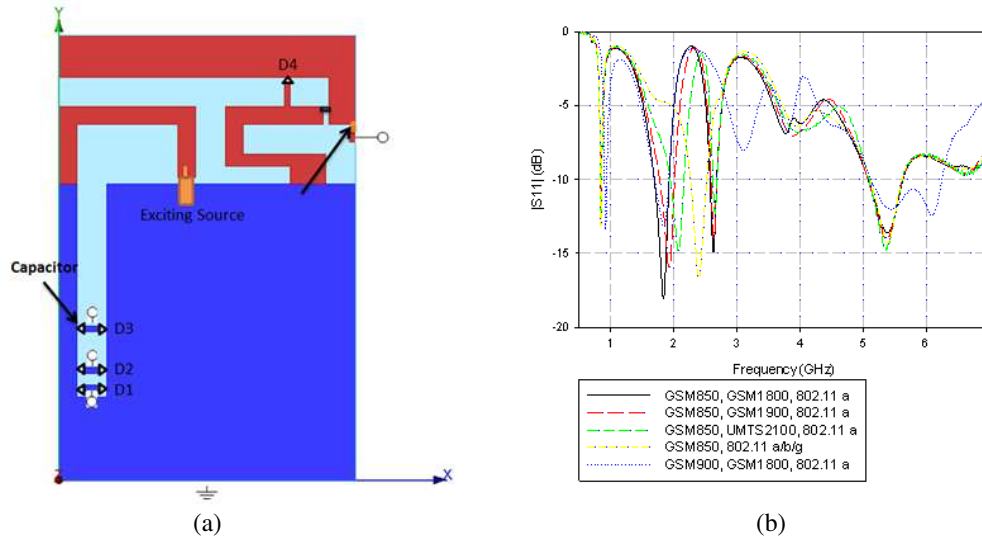 Y
D4
Exciting Source
Capacitor
D3
D2
D1
Z
X
(a)
0
-5
-10
-15
-20
|S11| (dB)
1 2 3 4 5 6
Frequency (GHz)
GSM850, GSM1800, 802.11 a
GSM850, GSM1900, 802.11 a
GSM850, UMTS2100, 802.11 a
GSM850, 802.11 a/b/g
GSM900, GSM1800, 802.11 a
(b)